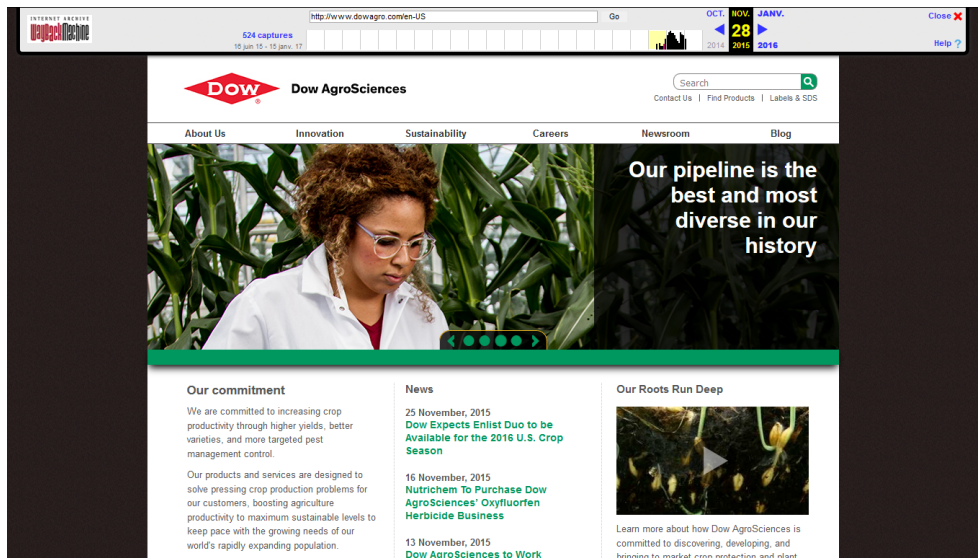 INTERNET ARCHIVE
WayBackMachine
http://www.dowagro.com/en-US
Go
524 captures
16 juin 15 - 15 janv. 17
OCT. NOV. JANV.
28
2014 2015 2016
Close
Help ?
DOW
®
Dow AgroSciences
Search
Contact Us | Find Products | Labels & SDS
About Us
Innovation
Sustainability
Careers
Newsroom
Blog
Our pipeline is the
best and most
diverse in our
history
Our commitment
We are committed to increasing crop
productivity through higher yields, better
varieties, and more targeted pest
management control.
Our products and services are designed to
solve pressing crop production problems for
our customers, boosting agriculture
productivity to maximum sustainable levels to
keep pace with the growing needs of our
world's rapidly expanding population.
News
25 November, 2015
Dow Expects Enlist Duo to be
Available for the 2016 U.S. Crop
Season
16 November, 2015
Nutrichem To Purchase Dow
AgroSciences' Oxyfluorfen
Herbicide Business
13 November, 2015
Dow AgroSciences to Work
Our Roots Run Deep
Learn more about how Dow AgroSciences is
committed to discovering, developing, and
bringing to market crop protection and plant